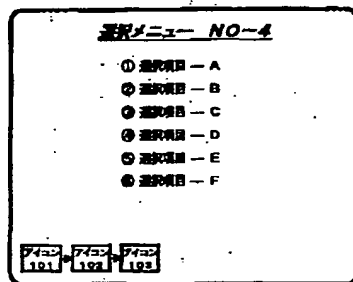 選択メニュー NO-4
① 選択項目 — A
② 選択項目 — B
③ 選択項目 — C
④ 選択項目 — D
⑤ 選択項目 — E
⑥ 選択項目 — F
アイコン 101 アイコン 102 アイコン 103